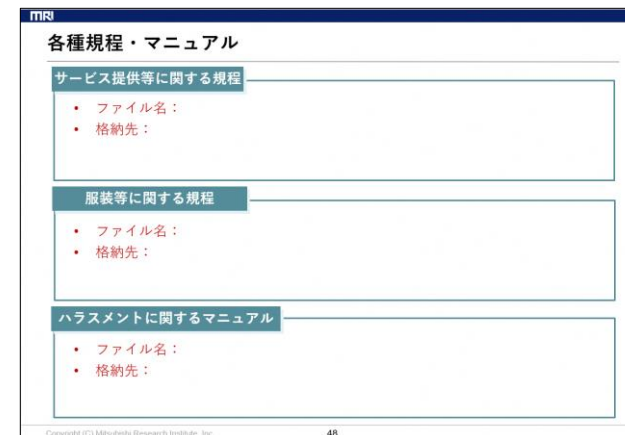 MRI
各種規程・マニュアル
サービス提供等に関する規程
• ファイル名：
• 格納先：
服装等に関する規程
• ファイル名：
• 格納先：
ハラスメントに関するマニュアル
• ファイル名：
• 格納先：
Copyright (C) Mitsubishi Research Institute, Inc.
48